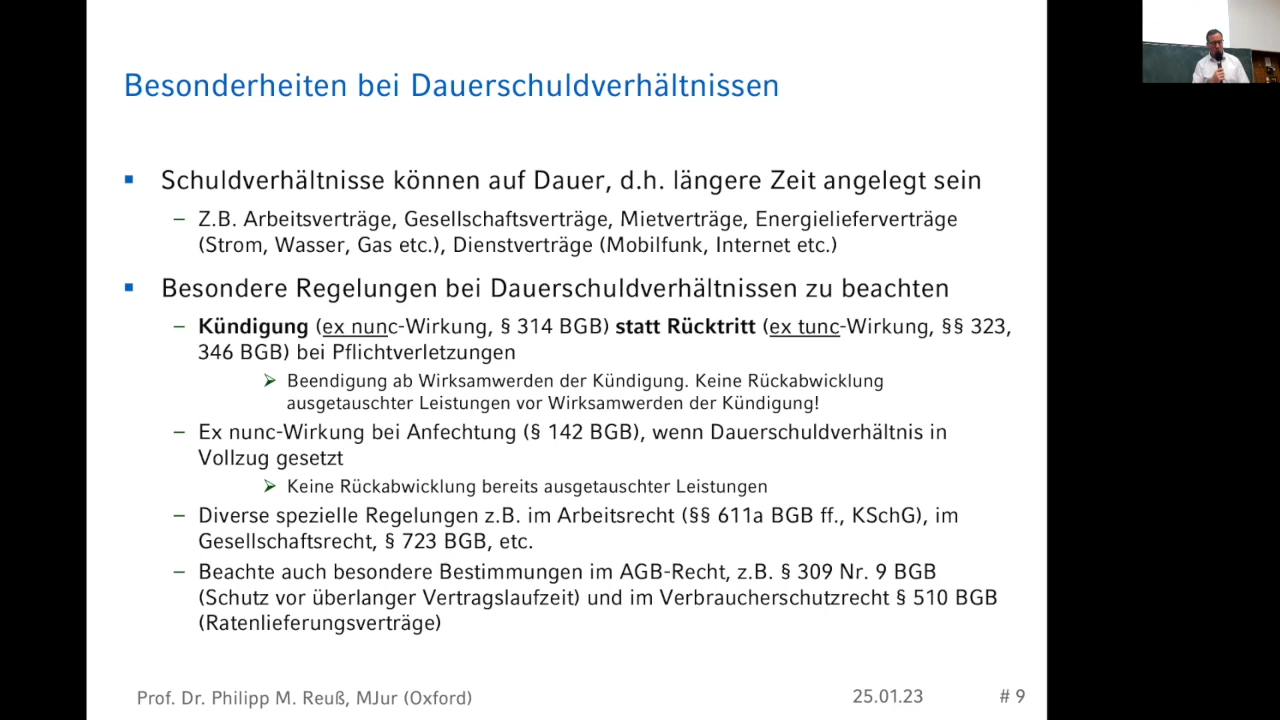 Besonderheiten bei Dauerschuldverhältnissen
▪ Schuldverhältnisse können auf Dauer, d.h. längere Zeit angelegt sein
– Z.B. Arbeitsverträge, Gesellschaftsverträge, Mietverträge, Energielieferverträge
(Strom, Wasser, Gas etc.), Dienstverträge (Mobilfunk, Internet etc.)
▪ Besondere Regelungen bei Dauerschuldverhältnissen zu beachten
– Kündigung (ex nunc-Wirkung, § 314 BGB) statt Rücktritt (ex tunc-Wirkung, §§ 323,
346 BGB) bei Pflichtverletzungen
➢ Beendigung ab Wirksamwerden der Kündigung. Keine Rückabwicklung
ausgetauschter Leistungen vor Wirksamwerden der Kündigung!
– Ex nunc-Wirkung bei Anfechtung (§ 142 BGB), wenn Dauerschuldverhältnis in
Vollzug gesetzt
➢ Keine Rückabwicklung bereits ausgetauschter Leistungen
– Diverse spezielle Regelungen z.B. im Arbeitsrecht (§§ 611a BGB ff., KSchG), im
Gesellschaftsrecht, § 723 BGB, etc.
– Beachte auch besondere Bestimmungen im AGB-Recht, z.B. § 309 Nr. 9 BGB
(Schutz vor überlanger Vertragslaufzeit) und im Verbraucherschutzrecht § 510 BGB
(Ratenlieferungsverträge)
Prof. Dr. Philipp M. Reuß, MJur (Oxford) 25.01.23 # 9